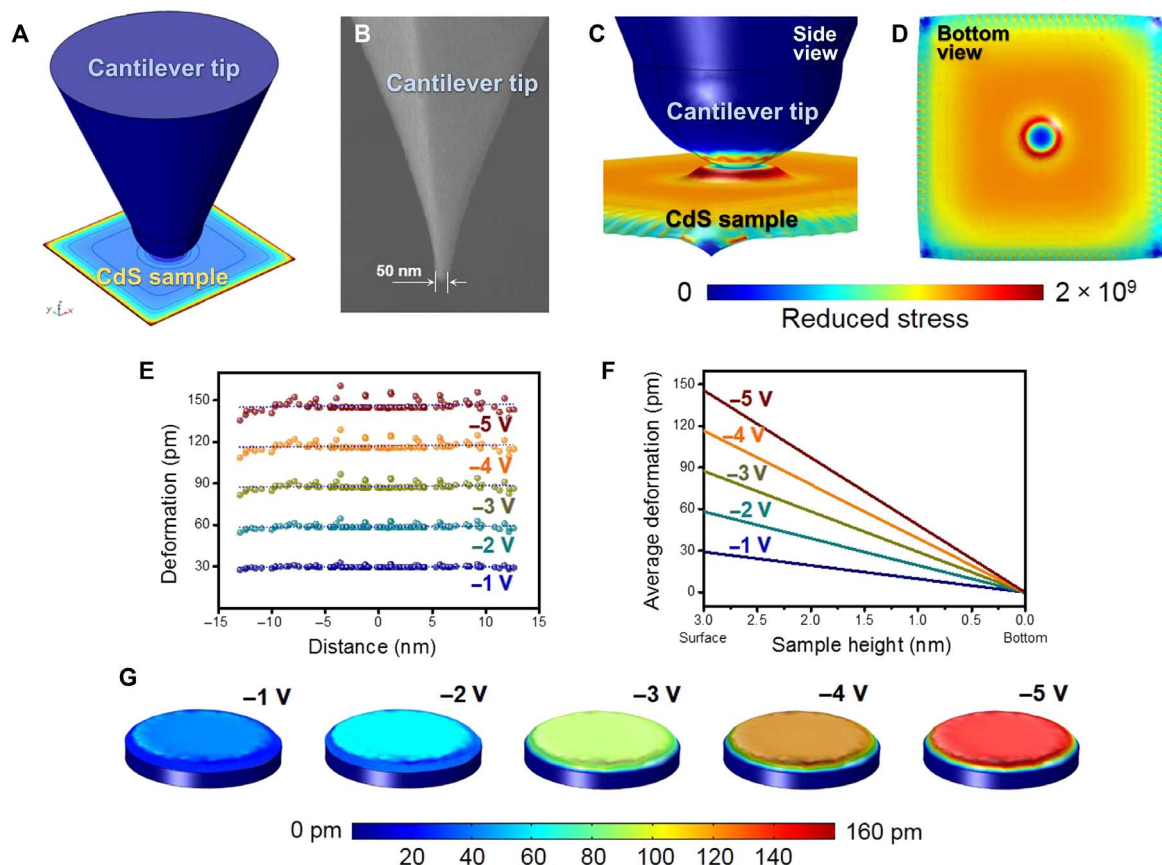 A
Cantilever tip
CdS sample
y z x
B
Cantilever tip
50 nm
C
Side
view
Cantilever tip
CdS sample
D
Bottom
view
0
2 × 10⁹
Reduced stress
E
Deformation (pm)
150
120
90
60
30
–5 V
–4 V
–3 V
–2 V
–1 V
–15
–10
–5
0
5
10
15
Distance (nm)
F
Average deformation (pm)
150
120
90
60
30
0
–5 V
–4 V
–3 V
–2 V
–1 V
3.0
2.5
2.0
1.5
1.0
0.5
0.0
Surface
Sample height (nm)
Bottom
G
–1 V
–2 V
–3 V
–4 V
–5 V
0 pm
160 pm
20
40
60
80
100
120
140